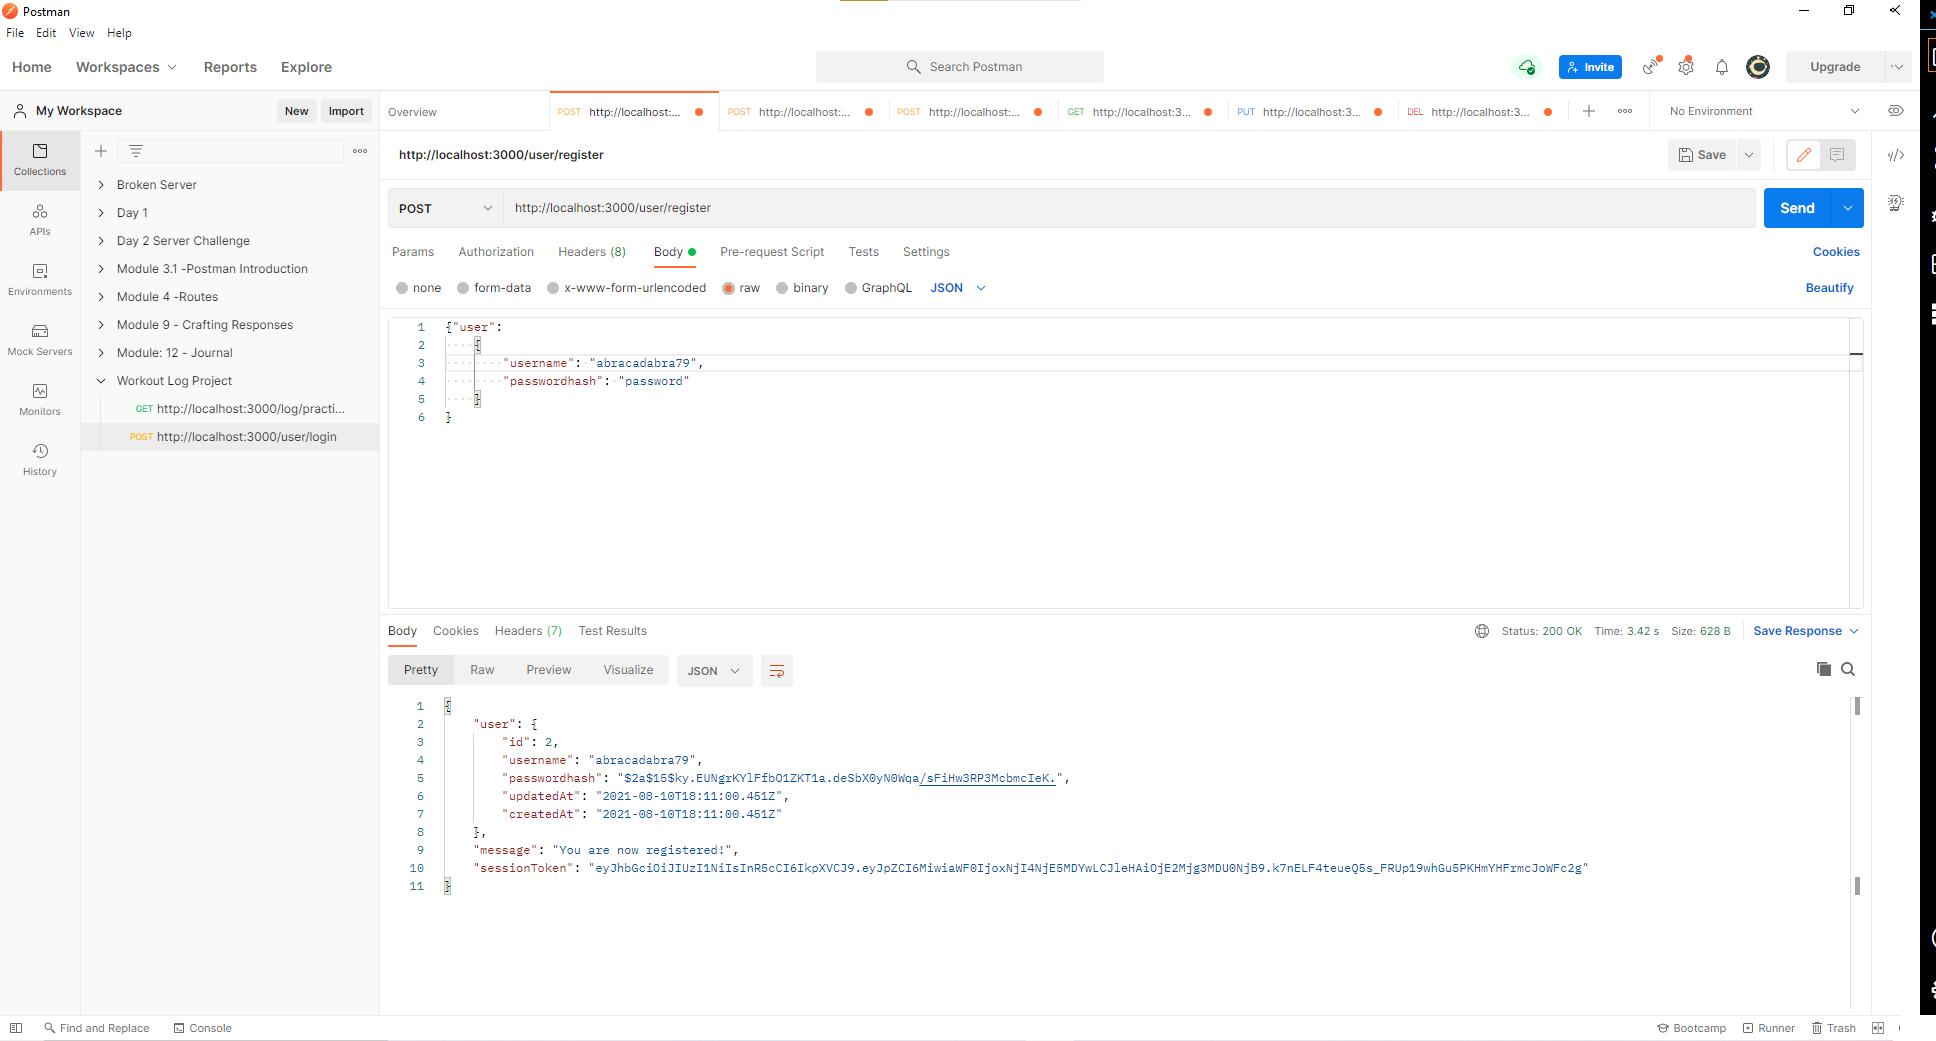 Postman
File Edit View Help
Home Workspaces Reports Explore Search Postman Invite Upgrade
My Workspace New Import
Overview POST http://localhost:... POST http://localhost:... POST http://localhost:... GET http://localhost:3... PUT http://localhost:3... DEL http://localhost:3... No Environment
Collections
APIs
Environments
Mock Servers
Monitors
History
Broken Server
Day 1
Day 2 Server Challenge
Module 3.1 -Postman Introduction
Module 4 -Routes
Module 9 - Crafting Responses
Module: 12 - Journal
Workout Log Project
GET http://localhost:3000/log/practi...
POST http://localhost:3000/user/login
http://localhost:3000/user/register Save
POST http://localhost:3000/user/register Send
Params Authorization Headers (8) Body Pre-request Script Tests Settings Cookies
none form-data x-www-form-urlencoded raw binary GraphQL JSON Beautify
1 {"user":
2 {
3 "username": "abracadabra79",
4 "passwordhash": "password"
5 }
6 }
Body Cookies Headers (7) Test Results Status: 200 OK Time: 3.42 s Size: 628 B Save Response
Pretty Raw Preview Visualize JSON
1 {
2 "user": {
3 "id": 2,
4 "username": "abracadabra79",
5 "passwordhash": "$2a$15$ky.EUNgrKYlFfbO1ZKT1a.deSbX0yN0Wqa/sFiHw3RP3McbmcIeK.",
6 "updatedAt": "2021-08-10T18:11:00.451Z",
7 "createdAt": "2021-08-10T18:11:00.451Z"
8 },
9 "message": "You are now registered!",
10 "sessionToken": "eyJhbGciOiJIUzI1NiIsInR5cCI6IkpXVCJ9.eyJpZCI6MiwiaWF0IjoxNjI4NjE5MDYwLCJleHAiOjE2Mjg3MDU0NjB9.k7nELF4teueQ5s_FRUp19whGu5PKHmYHFrmcJoWFc2g"
11 }
Find and Replace Console Bootcamp Runner Trash